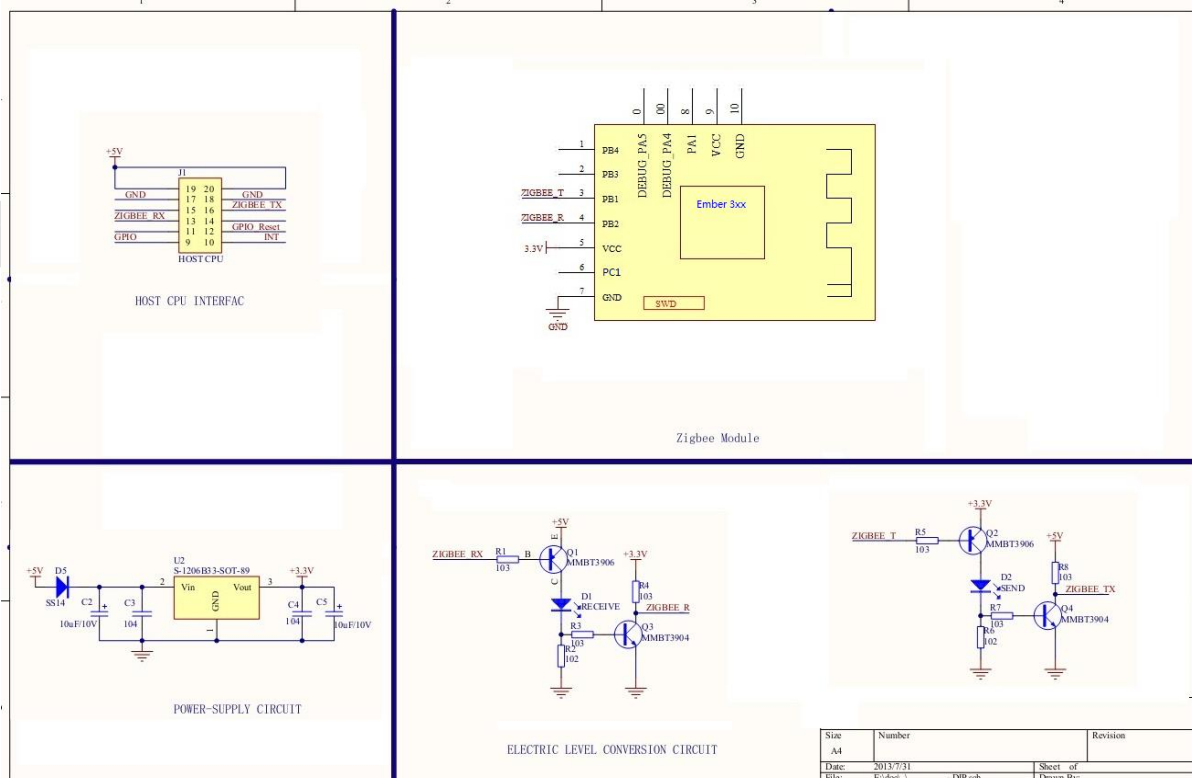 1 2 3 4
+5V
J1
19 20
GND 17 18 GND
15 16 ZIGBEE_TX
ZIGBEE_RX 13 14
11 12 GPIO_Reset
GPIO 9 10 INT
HOST CPU
HOST CPU INTERFAC
0 00 8 9 10
DEBUG_PA5 DEBUG_PA4 PA1 VCC GND
1 PB4
2 PB3
ZIGBEE_T 3 PB1
ZIGBEE_R 4 PB2
3.3V 5 VCC
6 PC1
7 GND
GND
Ember 3xx
SWD
Zigbee Module
+5V D5
SS14
U2
S-1206B33-SOT-89
2 Vin Vout 3
GND
1
+3.3V
C2 +
10uF/10V
C3
104
C4
104
C5 +
10uF/10V
POWER-SUPPLY CIRCUIT
ZIGBEE_RX R1
103
B
E
C
+5V
Q1
MMBT3906
D1
RECEIVE
R3
103
R2
102
+3.3V
R4
103
ZIGBEE_R
Q3
MMBT3904
ZIGBEE_T R5
103
+3.3V
Q2
MMBT3906
D2
SEND
R7
103
R6
102
+5V
R8
103
ZIGBEE_TX
Q4
MMBT3904
ELECTRIC LEVEL CONVERSION CIRCUIT
Size Number Revision
A4
Date: 2013/7/31 Sheet of
File: Drawn By: